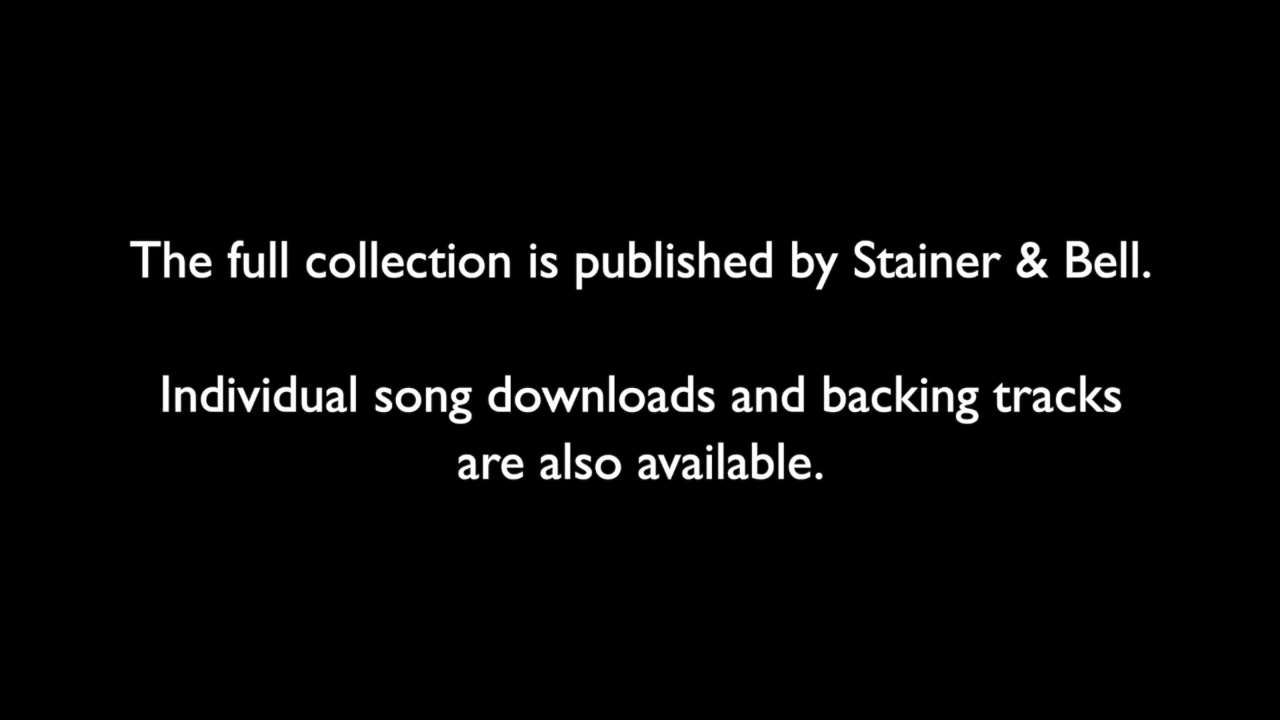 The full collection is published by Stainer & Bell.
Individual song downloads and backing tracks
are also available.